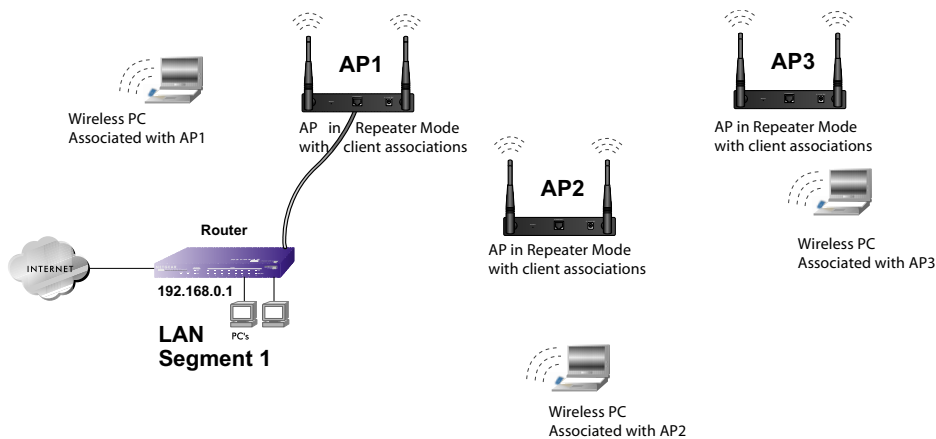 AP1
AP in Repeater Mode
with client associations
Wireless PC
Associated with AP1
AP3
AP in Repeater Mode
with client associations
AP2
AP in Repeater Mode
with client associations
Wireless PC
Associated with AP3
Router
INTERNET
192.168.0.1
PC's
LAN
Segment 1
Wireless PC
Associated with AP2